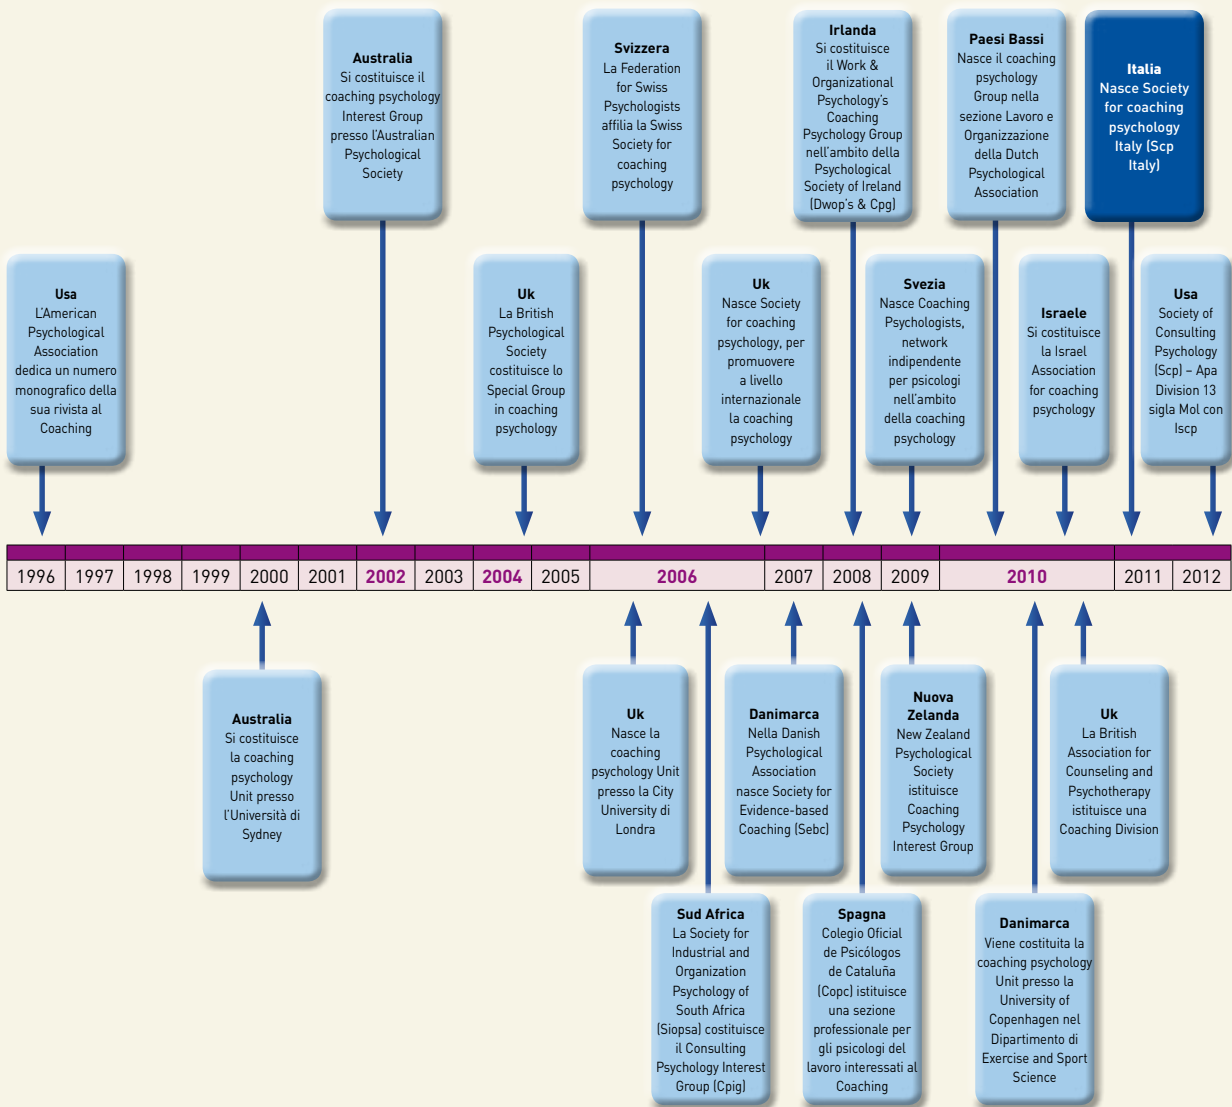 Australia
Si costituisce il
coaching psychology
Interest Group
presso l'Australian
Psychological
Society
Svizzera
La Federation
for Swiss
Psychologists
affilia la Swiss
Society for
coaching
psychology
Irlanda
Si costituisce
il Work &
Organizational
Psychology's
Coaching
Psychology Group
nell'ambito della
Psychological
Society of Ireland
(Dwop's & Cpg)
Paesi Bassi
Nasce il coaching
psychology
Group nella
sezione Lavoro e
Organizzazione
della Dutch
Psychological
Association
Italia
Nasce Society
for coaching
psychology
Italy (Scp
Italy)
Usa
L'American
Psychological
Association
dedica un numero
monografico della
sua rivista al
Coaching
Uk
La British
Psychological
Society
costituisce lo
Special Group
in coaching
psychology
Uk
Nasce Society
for coaching
psychology, per
promuovere
a livello
internazionale
la coaching
psychology
Svezia
Nasce Coaching
Psychologists,
network
indipendente
per psicologi
nell'ambito
della coaching
psychology
Israele
Si costituisce
la Israel
Association
for coaching
psychology
Usa
Society of
Consulting
Psychology
(Scp) – Apa
Division 13
sigla Mol con
Iscp
1996 1997 1998 1999 2000 2001 2002 2003 2004 2005 2006 2007 2008 2009 2010 2011 2012
Australia
Si costituisce
la coaching
psychology
Unit presso
l'Università di
Sydney
Uk
Nasce la
coaching
psychology Unit
presso la City
University di
Londra
Danimarca
Nella Danish
Psychological
Association
nasce Society for
Evidence-based
Coaching (Sebc)
Nuova
Zelanda
New Zealand
Psychological
Society
istituisce
Coaching
Psychology
Interest Group
Uk
La British
Association for
Counseling and
Psychotherapy
istituisce una
Coaching Division
Sud Africa
La Society for
Industrial and
Organization
Psychology of
South Africa
(Siopsa) costituisce
il Consulting
Psychology Interest
Group (Cpig)
Spagna
Colegio Oficial
de Psicólogos
de Cataluña
(Copc) istituisce
una sezione
professionale per
gli psicologi del
lavoro interessati al
Coaching
Danimarca
Viene costituita la
coaching psychology
Unit presso la
University of
Copenhagen nel
Dipartimento di
Exercise and Sport
Science